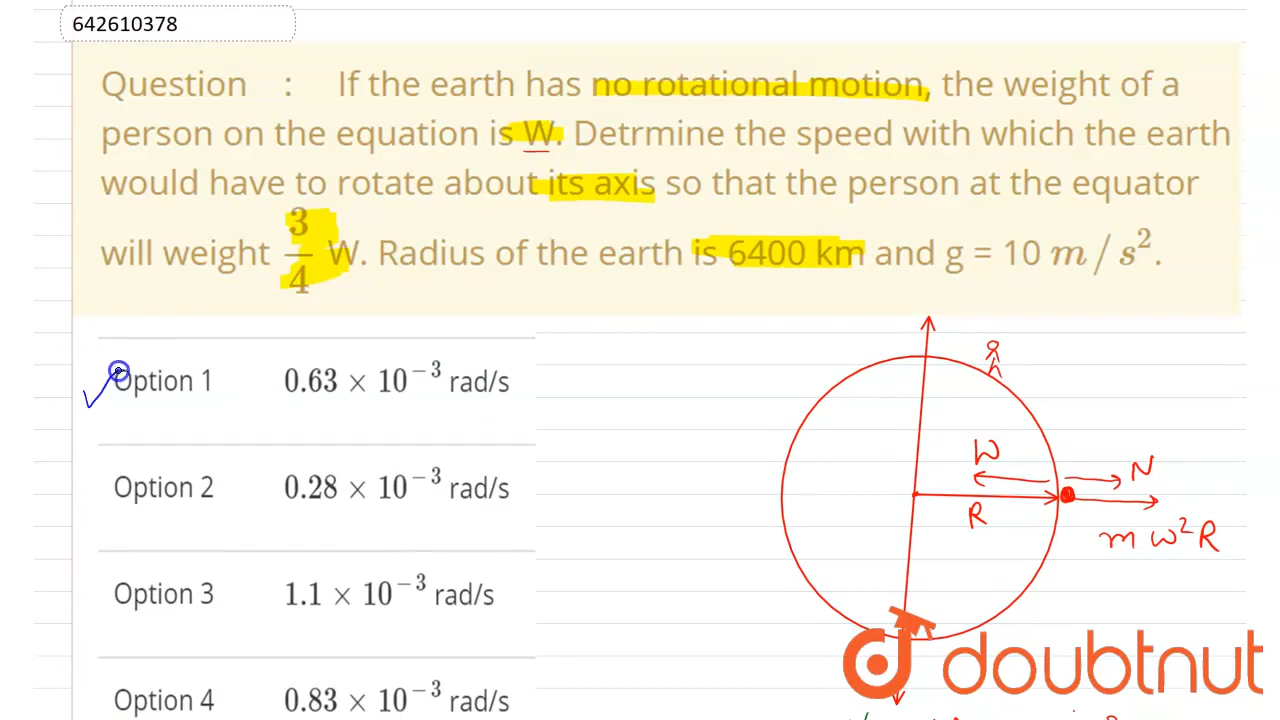 642610378
Question : If the earth has no rotational motion, the weight of a
person on the equation is W. Detrmine the speed with which the earth
would have to rotate about its axis so that the person at the equator
will weight 3/4 W. Radius of the earth is 6400 km and g = 10 m/s².
Option 1 0.63 × 10⁻³ rad/s
Option 2 0.28 × 10⁻³ rad/s
Option 3 1.1 × 10⁻³ rad/s
Option 4 0.83 × 10⁻³ rad/s
W
N
R
mω²R
doubtnut